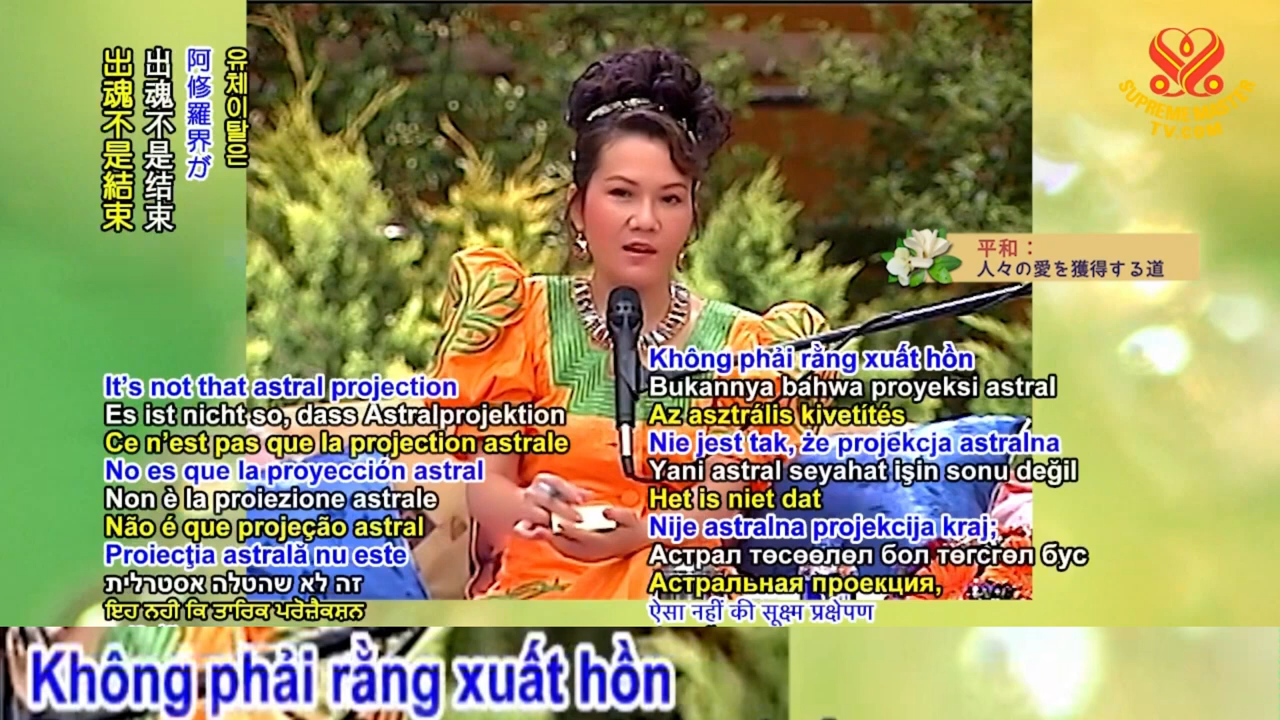 유체이탈은
阿修羅界が
出魂不是结束
出魂不是結束
SUPREME MASTER
TV.COM
平和：
人々の愛を獲得する道
It's not that astral projection
Es ist nicht so, dass Astralprojektion
Ce n'est pas que la projection astrale
No es que la proyección astral
Non è la proiezione astrale
Não é que projeção astral
Proiecţia astrală nu este
זה לא שהטלה אסטרלית
ਇਹ ਨਹੀਂ ਕਿ ਤਾਰਿਕ ਪਰੋਜੈਕਸ਼ਨ
Không phải rằng xuất hồn
Bukannya bahwa proyeksi astral
Az asztrális kivetítés
Nie jest tak, że projekcja astralna
Yani astral seyahat işin sonu değil
Het is niet dat
Nije astralna projekcija kraj;
Астрал төсөөлөл бол төгсгөл бус
Астральная проекция,
ऐसा नहीं की सूक्ष्म प्रक्षेपण
Không phải rằng xuất hồn